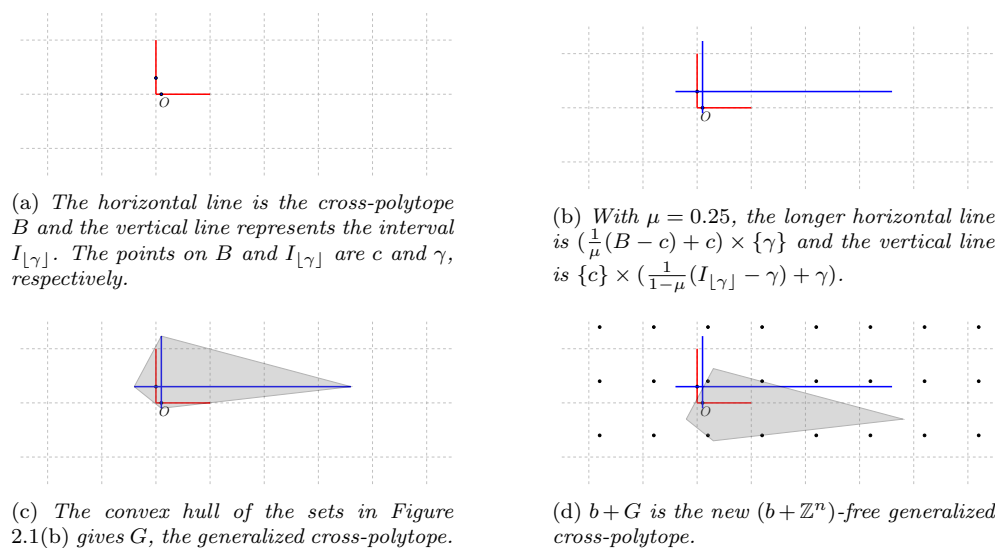 O
(a) The horizontal line is the cross-polytope
B and the vertical line represents the interval
I⌊γ⌋. The points on B and I⌊γ⌋ are c and γ,
respectively.
O
(b) With μ = 0.25, the longer horizontal line
is (1/μ(B − c) + c) × {γ} and the vertical line
is {c} × (1/1−μ(I⌊γ⌋ − γ) + γ).
O
(c) The convex hull of the sets in Figure
2.1(b) gives G, the generalized cross-polytope.
O
(d) b + G is the new (b + ℤⁿ)-free generalized
cross-polytope.